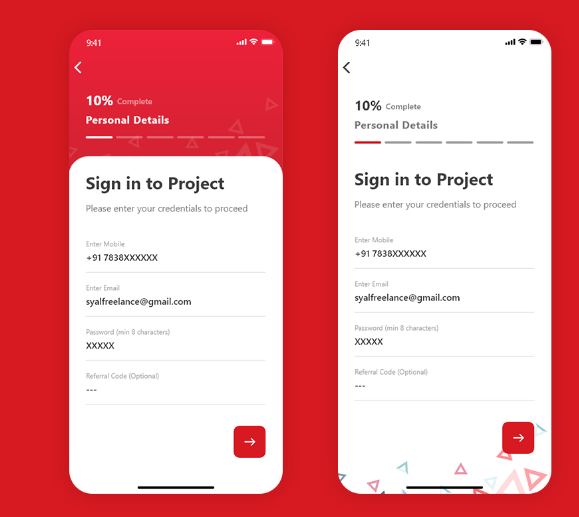 9:41
10% Complete
Personal Details
Sign in to Project
Please enter your credentials to proceed
Enter Mobile
+91 7838XXXXXX
Enter Email
syalfreelance@gmail.com
Password (min 8 characters)
XXXXX
Referral Code (Optional)
---
9:41
10% Complete
Personal Details
Sign in to Project
Please enter your credentials to proceed
Enter Mobile
+91 7838XXXXXX
Enter Email
syalfreelance@gmail.com
Password (min 8 characters)
XXXXX
Referral Code (Optional)
---